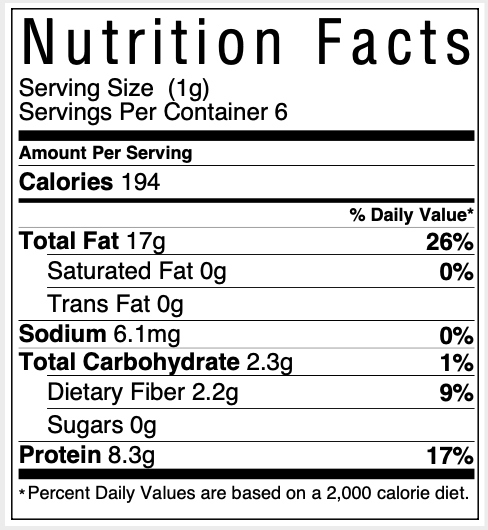 Nutrition Facts
Serving Size (1g)
Servings Per Container 6
Amount Per Serving
Calories 194
% Daily Value*
Total Fat 17g 26%
Saturated Fat 0g 0%
Trans Fat 0g
Sodium 6.1mg 0%
Total Carbohydrate 2.3g 1%
Dietary Fiber 2.2g 9%
Sugars 0g
Protein 8.3g 17%
*Percent Daily Values are based on a 2,000 calorie diet.